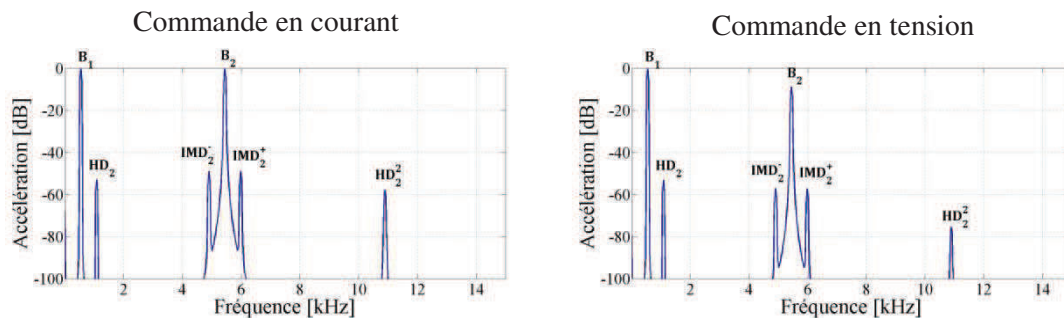 Commande en courant
B₁
B₂
0
-20
-40
-60
-80
-100
HD₂
IMD₂⁻
IMD₂⁺
HD₂²
2
4
6
8
10
12
14
Accélération [dB]
Fréquence [kHz]
Commande en tension
B₁
B₂
0
-20
-40
-60
-80
-100
HD₂
IMD₂⁻
IMD₂⁺
HD₂²
2
4
6
8
10
12
14
Accélération [dB]
Fréquence [kHz]